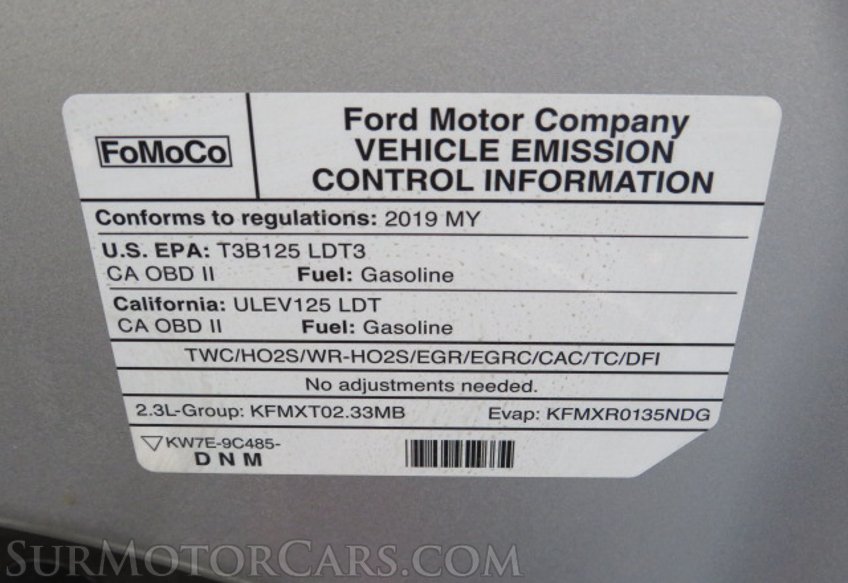 FoMoCo
Ford Motor Company
VEHICLE EMISSION
CONTROL INFORMATION
Conforms to regulations: 2019 MY
U.S. EPA: T3B125 LDT3
CA OBD II Fuel: Gasoline
California: ULEV125 LDT
CA OBD II Fuel: Gasoline
TWC/HO2S/WR-HO2S/EGR/EGRC/CAC/TC/DFI
No adjustments needed.
2.3L-Group: KFMXT02.33MB Evap: KFMXR0135NDG
KW7E-9C485-
D N M
SURMOTORCARS.COM